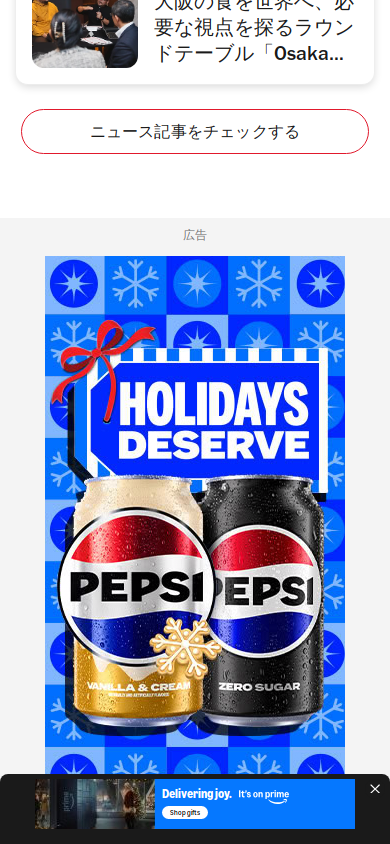 大阪の食を世界へ、必
要な視点を探るラウン
ドテーブル「Osaka...
ニュース記事をチェックする
広告
HOLIDAYS
DESERVE
PEPSI
PEPSI
VANILLA & CREAM
ZERO SUGAR
prime
Delivering joy. It's on prime
Shop gifts